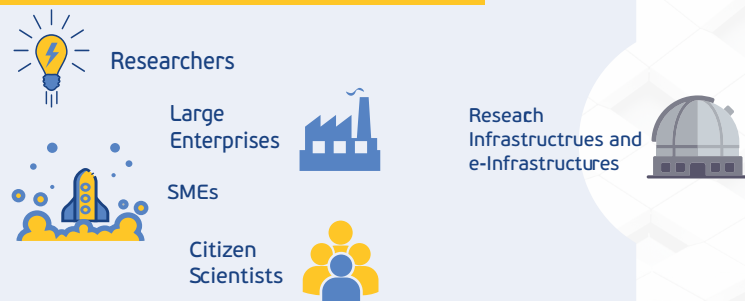 Researchers
Large
Enterprises
SMEs
Citizen
Scientists
Reseach
Infrastructrues and
e-Infrastructures